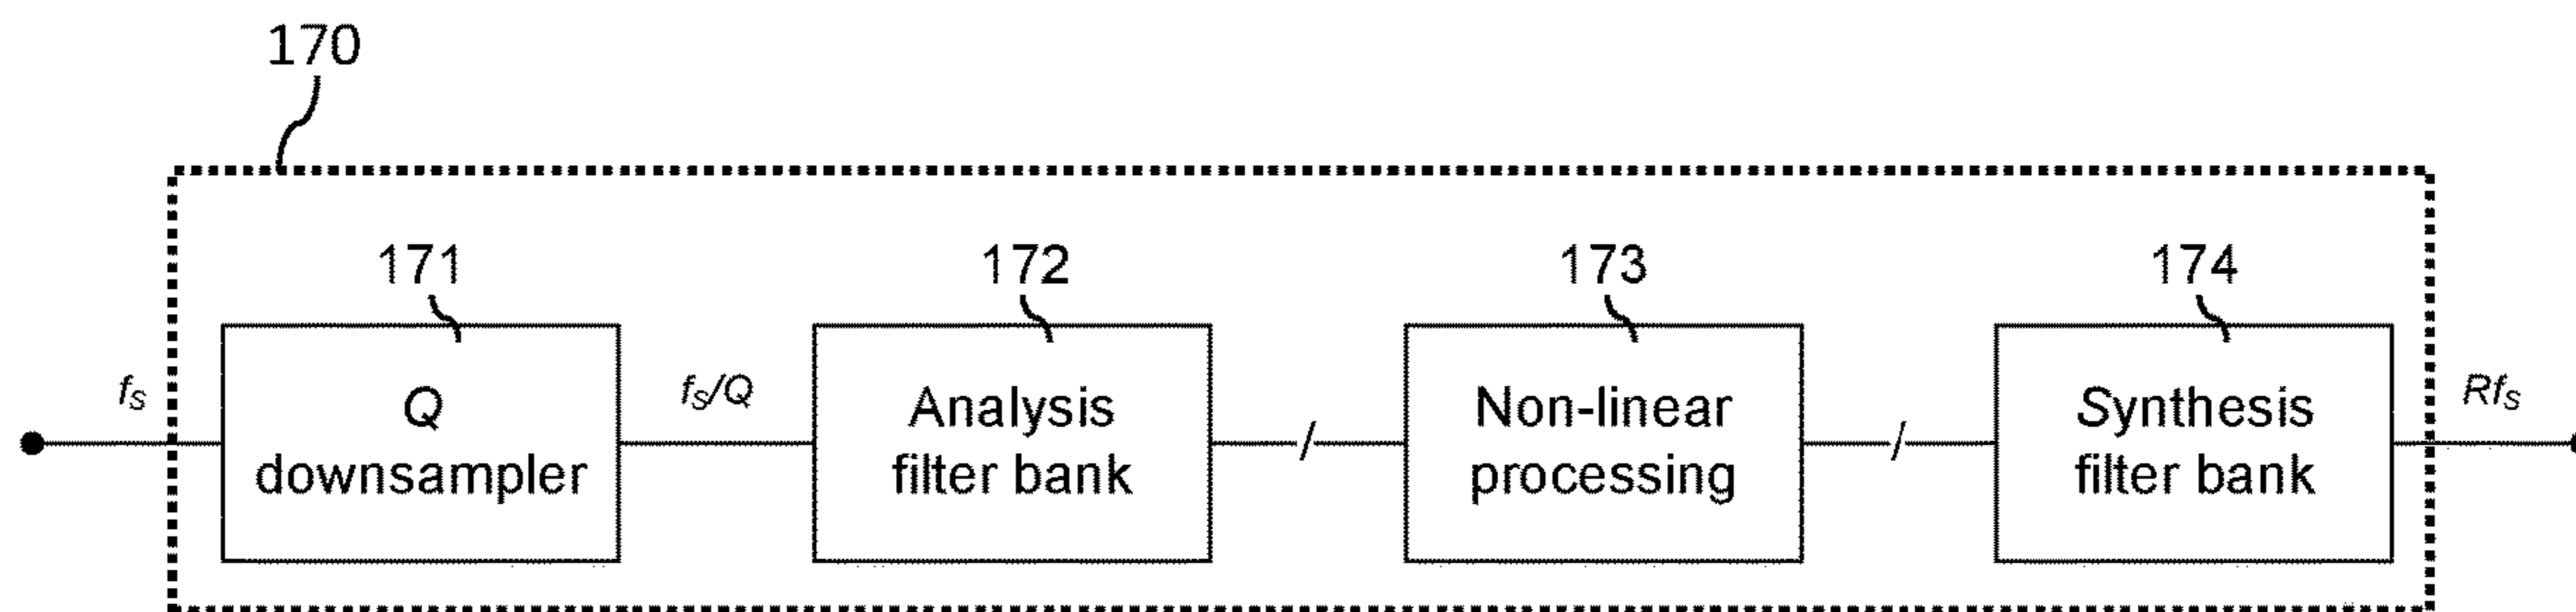 170
171
172
173
174
fS
fS/Q
RfS
Q
downsampler
Analysis
filter bank
Non-linear
processing
Synthesis
filter bank